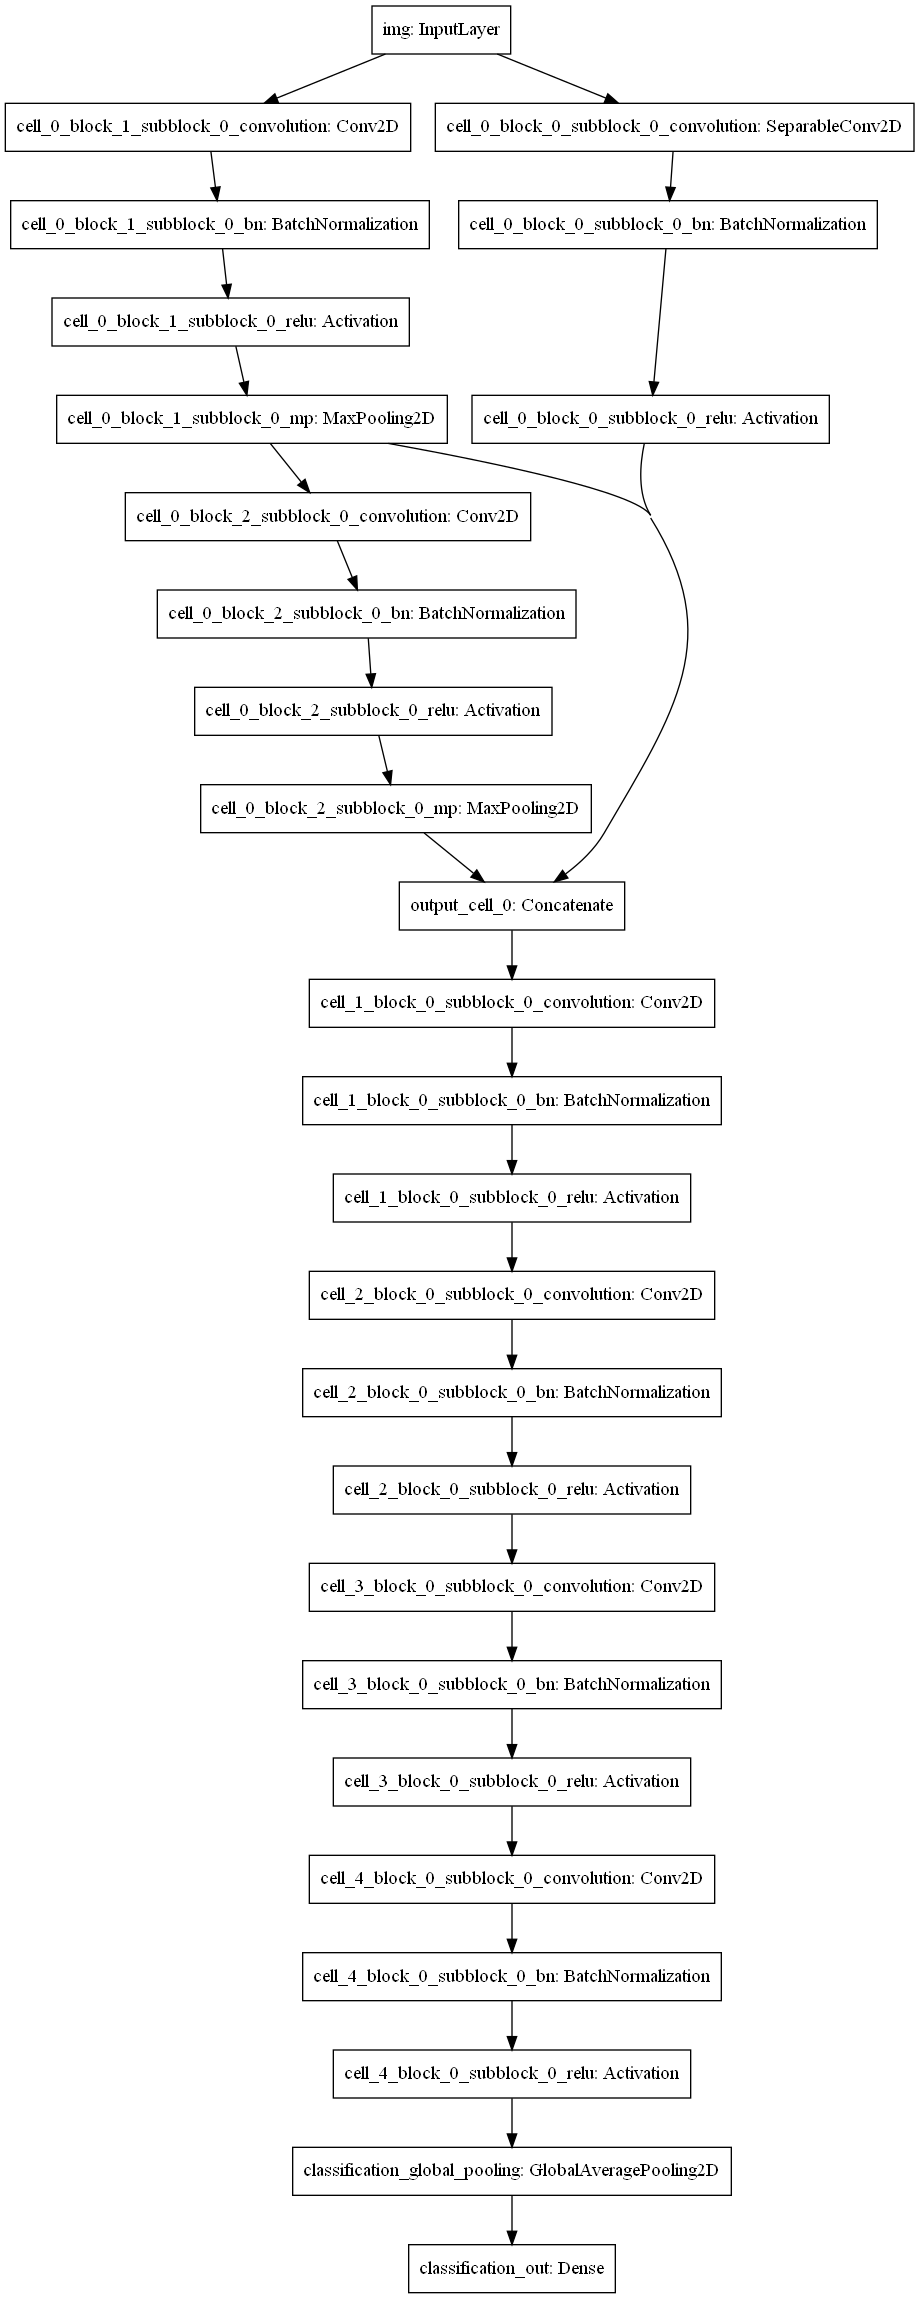 img: InputLayer
cell_0_block_1_subblock_0_convolution: Conv2D
cell_0_block_0_subblock_0_convolution: SeparableConv2D
cell_0_block_1_subblock_0_bn: BatchNormalization
cell_0_block_0_subblock_0_bn: BatchNormalization
cell_0_block_1_subblock_0_relu: Activation
cell_0_block_1_subblock_0_mp: MaxPooling2D
cell_0_block_0_subblock_0_relu: Activation
cell_0_block_2_subblock_0_convolution: Conv2D
cell_0_block_2_subblock_0_bn: BatchNormalization
cell_0_block_2_subblock_0_relu: Activation
cell_0_block_2_subblock_0_mp: MaxPooling2D
output_cell_0: Concatenate
cell_1_block_0_subblock_0_convolution: Conv2D
cell_1_block_0_subblock_0_bn: BatchNormalization
cell_1_block_0_subblock_0_relu: Activation
cell_2_block_0_subblock_0_convolution: Conv2D
cell_2_block_0_subblock_0_bn: BatchNormalization
cell_2_block_0_subblock_0_relu: Activation
cell_3_block_0_subblock_0_convolution: Conv2D
cell_3_block_0_subblock_0_bn: BatchNormalization
cell_3_block_0_subblock_0_relu: Activation
cell_4_block_0_subblock_0_convolution: Conv2D
cell_4_block_0_subblock_0_bn: BatchNormalization
cell_4_block_0_subblock_0_relu: Activation
classification_global_pooling: GlobalAveragePooling2D
classification_out: Dense